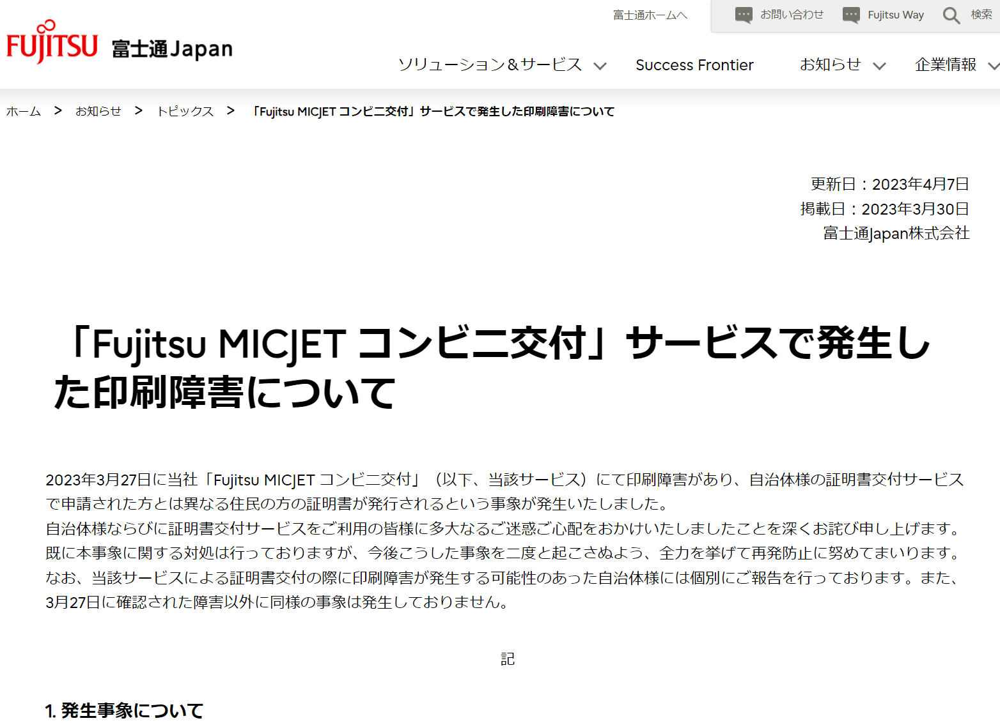 富士通ホームへ
お問い合わせ
Fujitsu Way
検索
FUJITSU 富士通Japan
ソリューション＆サービス
Success Frontier
お知らせ
企業情報
ホーム > お知らせ > トピックス > 「Fujitsu MICJET コンビニ交付」サービスで発生した印刷障害について
更新日：2023年4月7日
掲載日：2023年3月30日
富士通Japan株式会社
「Fujitsu MICJET コンビニ交付」サービスで発生し
た印刷障害について
2023年3月27日に当社「Fujitsu MICJET コンビニ交付」（以下、当該サービス）にて印刷障害があり、自治体様の証明書交付サービス
で申請された方とは異なる住民の方の証明書が発行されるという事象が発生いたしました。
自治体様ならびに証明書交付サービスをご利用の皆様に多大なるご迷惑ご心配をおかけいたしましたことを深くお詫び申し上げます。
既に本事象に関する対処は行っておりますが、今後こうした事象を二度と起こさぬよう、全力を挙げて再発防止に努めてまいります。
なお、当該サービスによる証明書交付の際に印刷障害が発生する可能性のあった自治体様には個別にご報告を行っております。また、
3月27日に確認された障害以外に同様の事象は発生しておりません。
記
1. 発生事象について